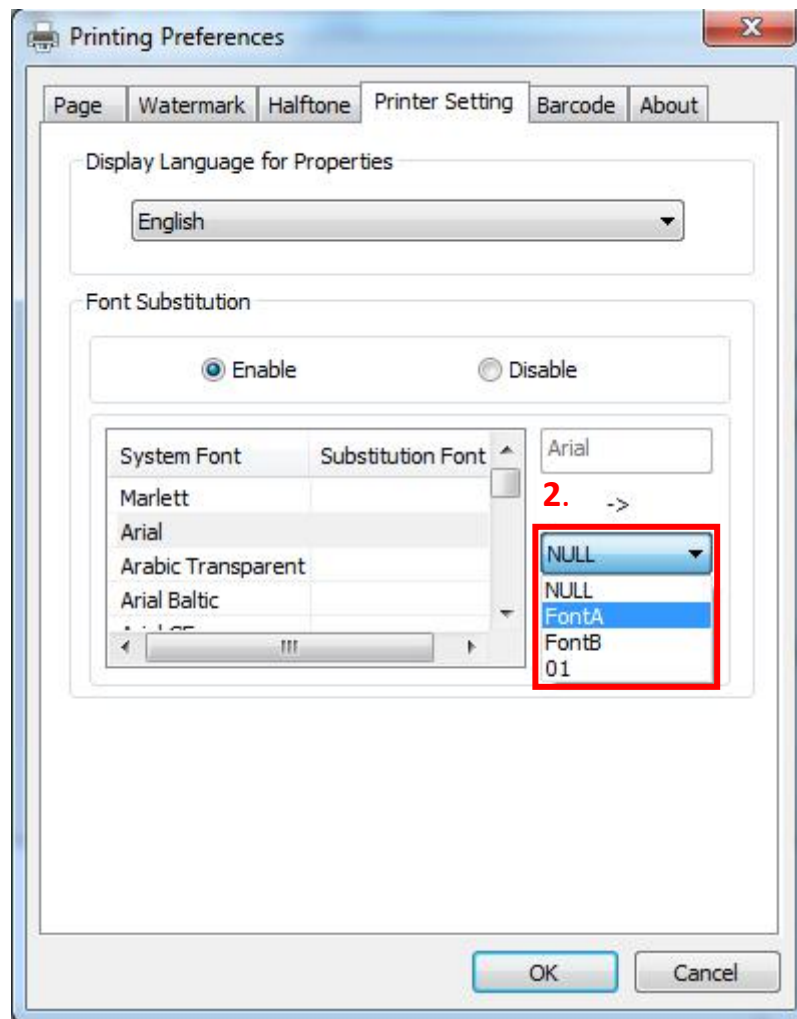 Printing Preferences
Page Watermark Halftone Printer Setting Barcode About
Display Language for Properties
English
Font Substitution
Enable Disable
System Font Substitution Font
Marlett
Arial
Arabic Transparent
Arial Baltic
Arial
2. ->
NULL
NULL
FontA
FontB
01
OK Cancel